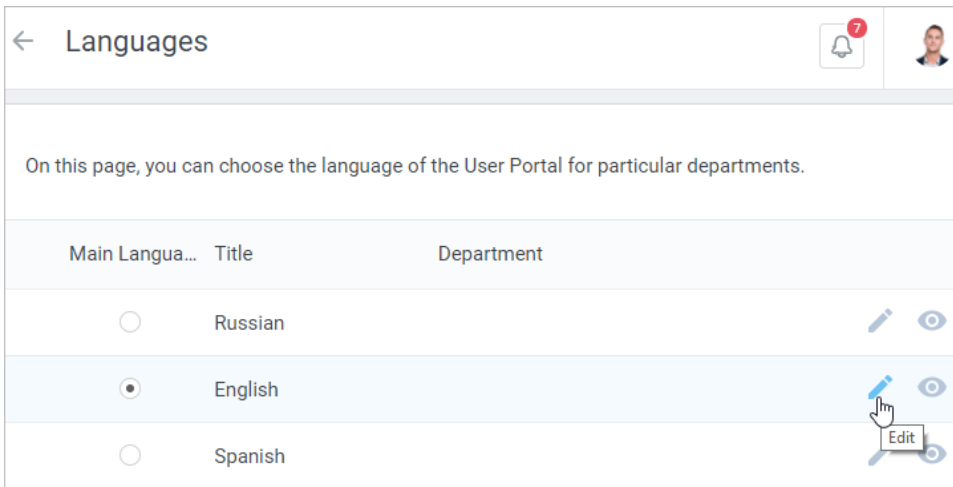 Languages
7
On this page, you can choose the language of the User Portal for particular departments.
Main Langua... Title Department
Russian
English
Edit
Spanish